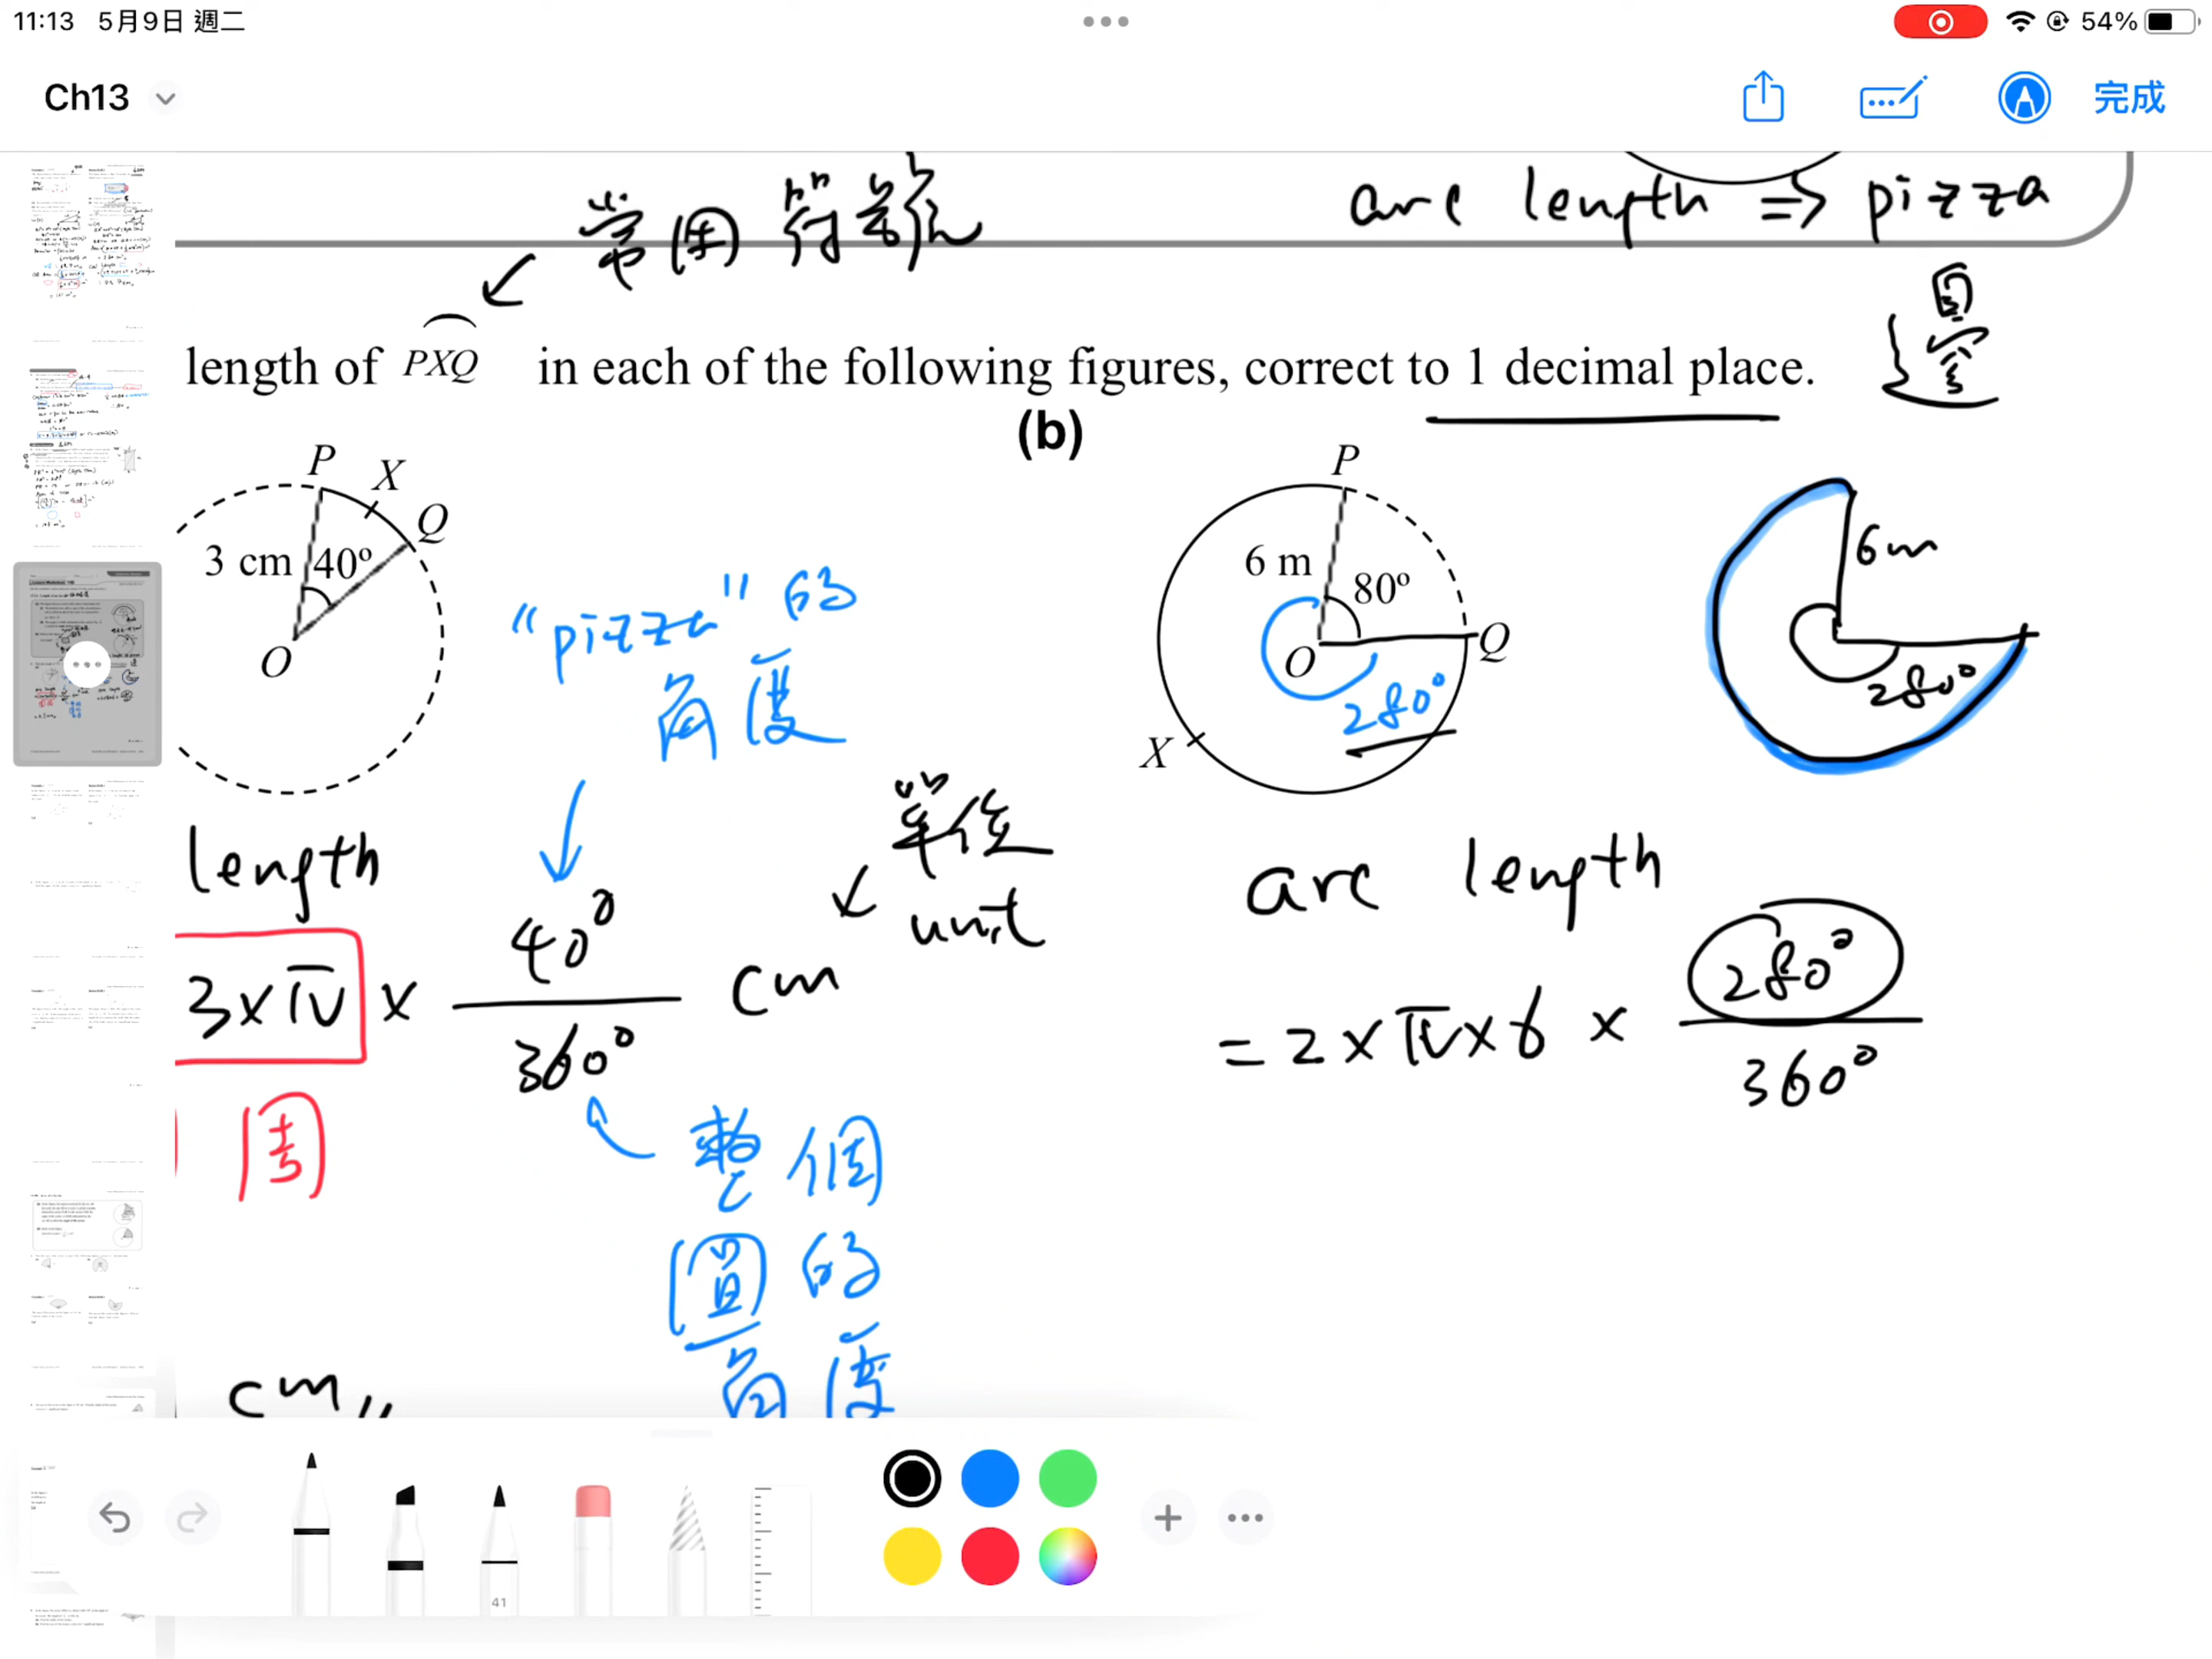 11:13 5月9日 週二
54%
Ch13
完成
常用符號
arc length ⇒ pizza
length of PXQ in each of the following figures, correct to 1 decimal place.
(b)
P
X
Q
3 cm
40°
O
"pizza" 的
角度
P
6 m
80°
O
Q
280°
X
6m
280°
length
單位
unit
3 × π × 40° / 360° cm
周
整個
圓的
角度
cm
arc length
= 2 × π × 6 × 280° / 360°
41